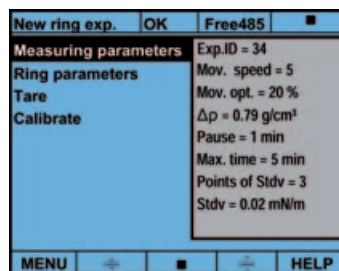 New ring exp. OK Free485
Measuring parameters
Ring parameters
Tare
Calibrate
Exp.ID = 34
Mov. speed = 5
Mov. opt. = 20 %
Δρ = 0.79 g/cm³
Pause = 1 min
Max. time = 5 min
Points of Stdv = 3
Stdv = 0.02 mN/m
MENU HELP